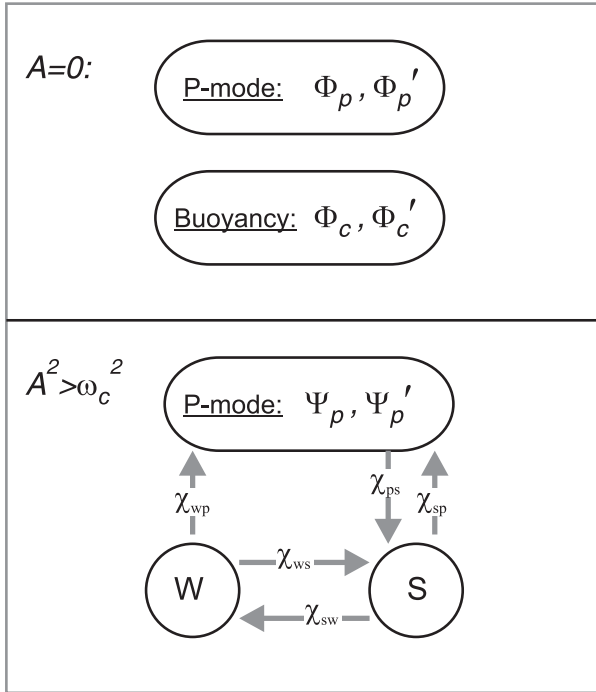 A=0:
P-mode: Φp , Φp′
Buoyancy: Φc , Φc′
A²>ωc²
P-mode: Ψp , Ψp′
χwp
χps
χsp
W
χws
S
χsw